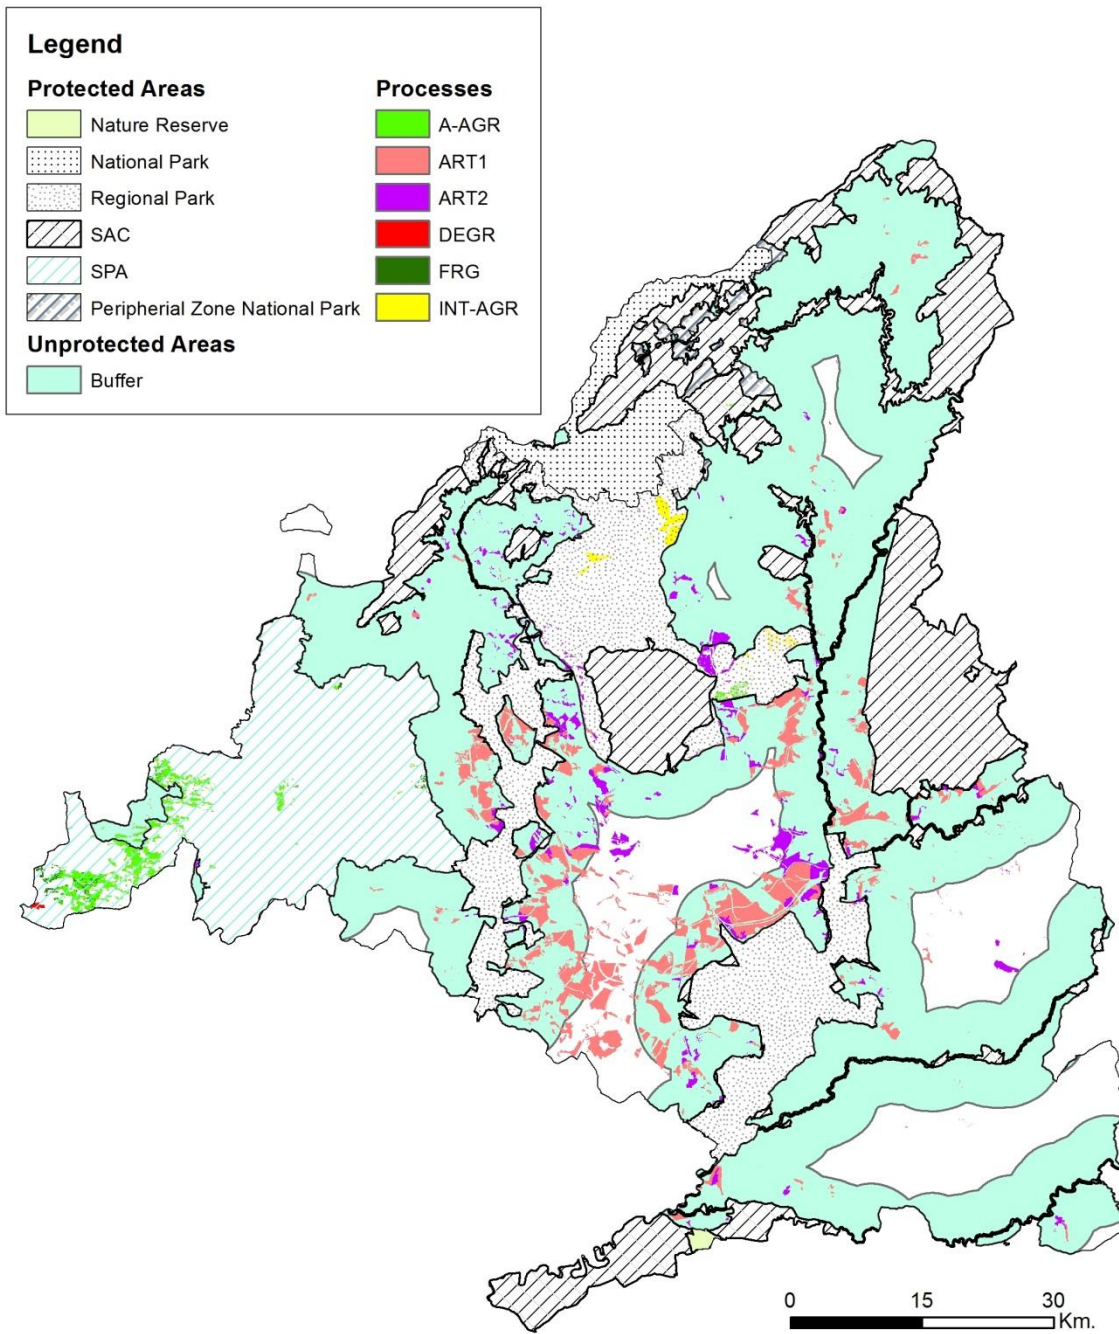 Legend
Protected Areas
Nature Reserve
National Park
Regional Park
SAC
SPA
Peripherial Zone National Park
Unprotected Areas
Buffer
Processes
A-AGR
ART1
ART2
DEGR
FRG
INT-AGR
0 15 30
Km.